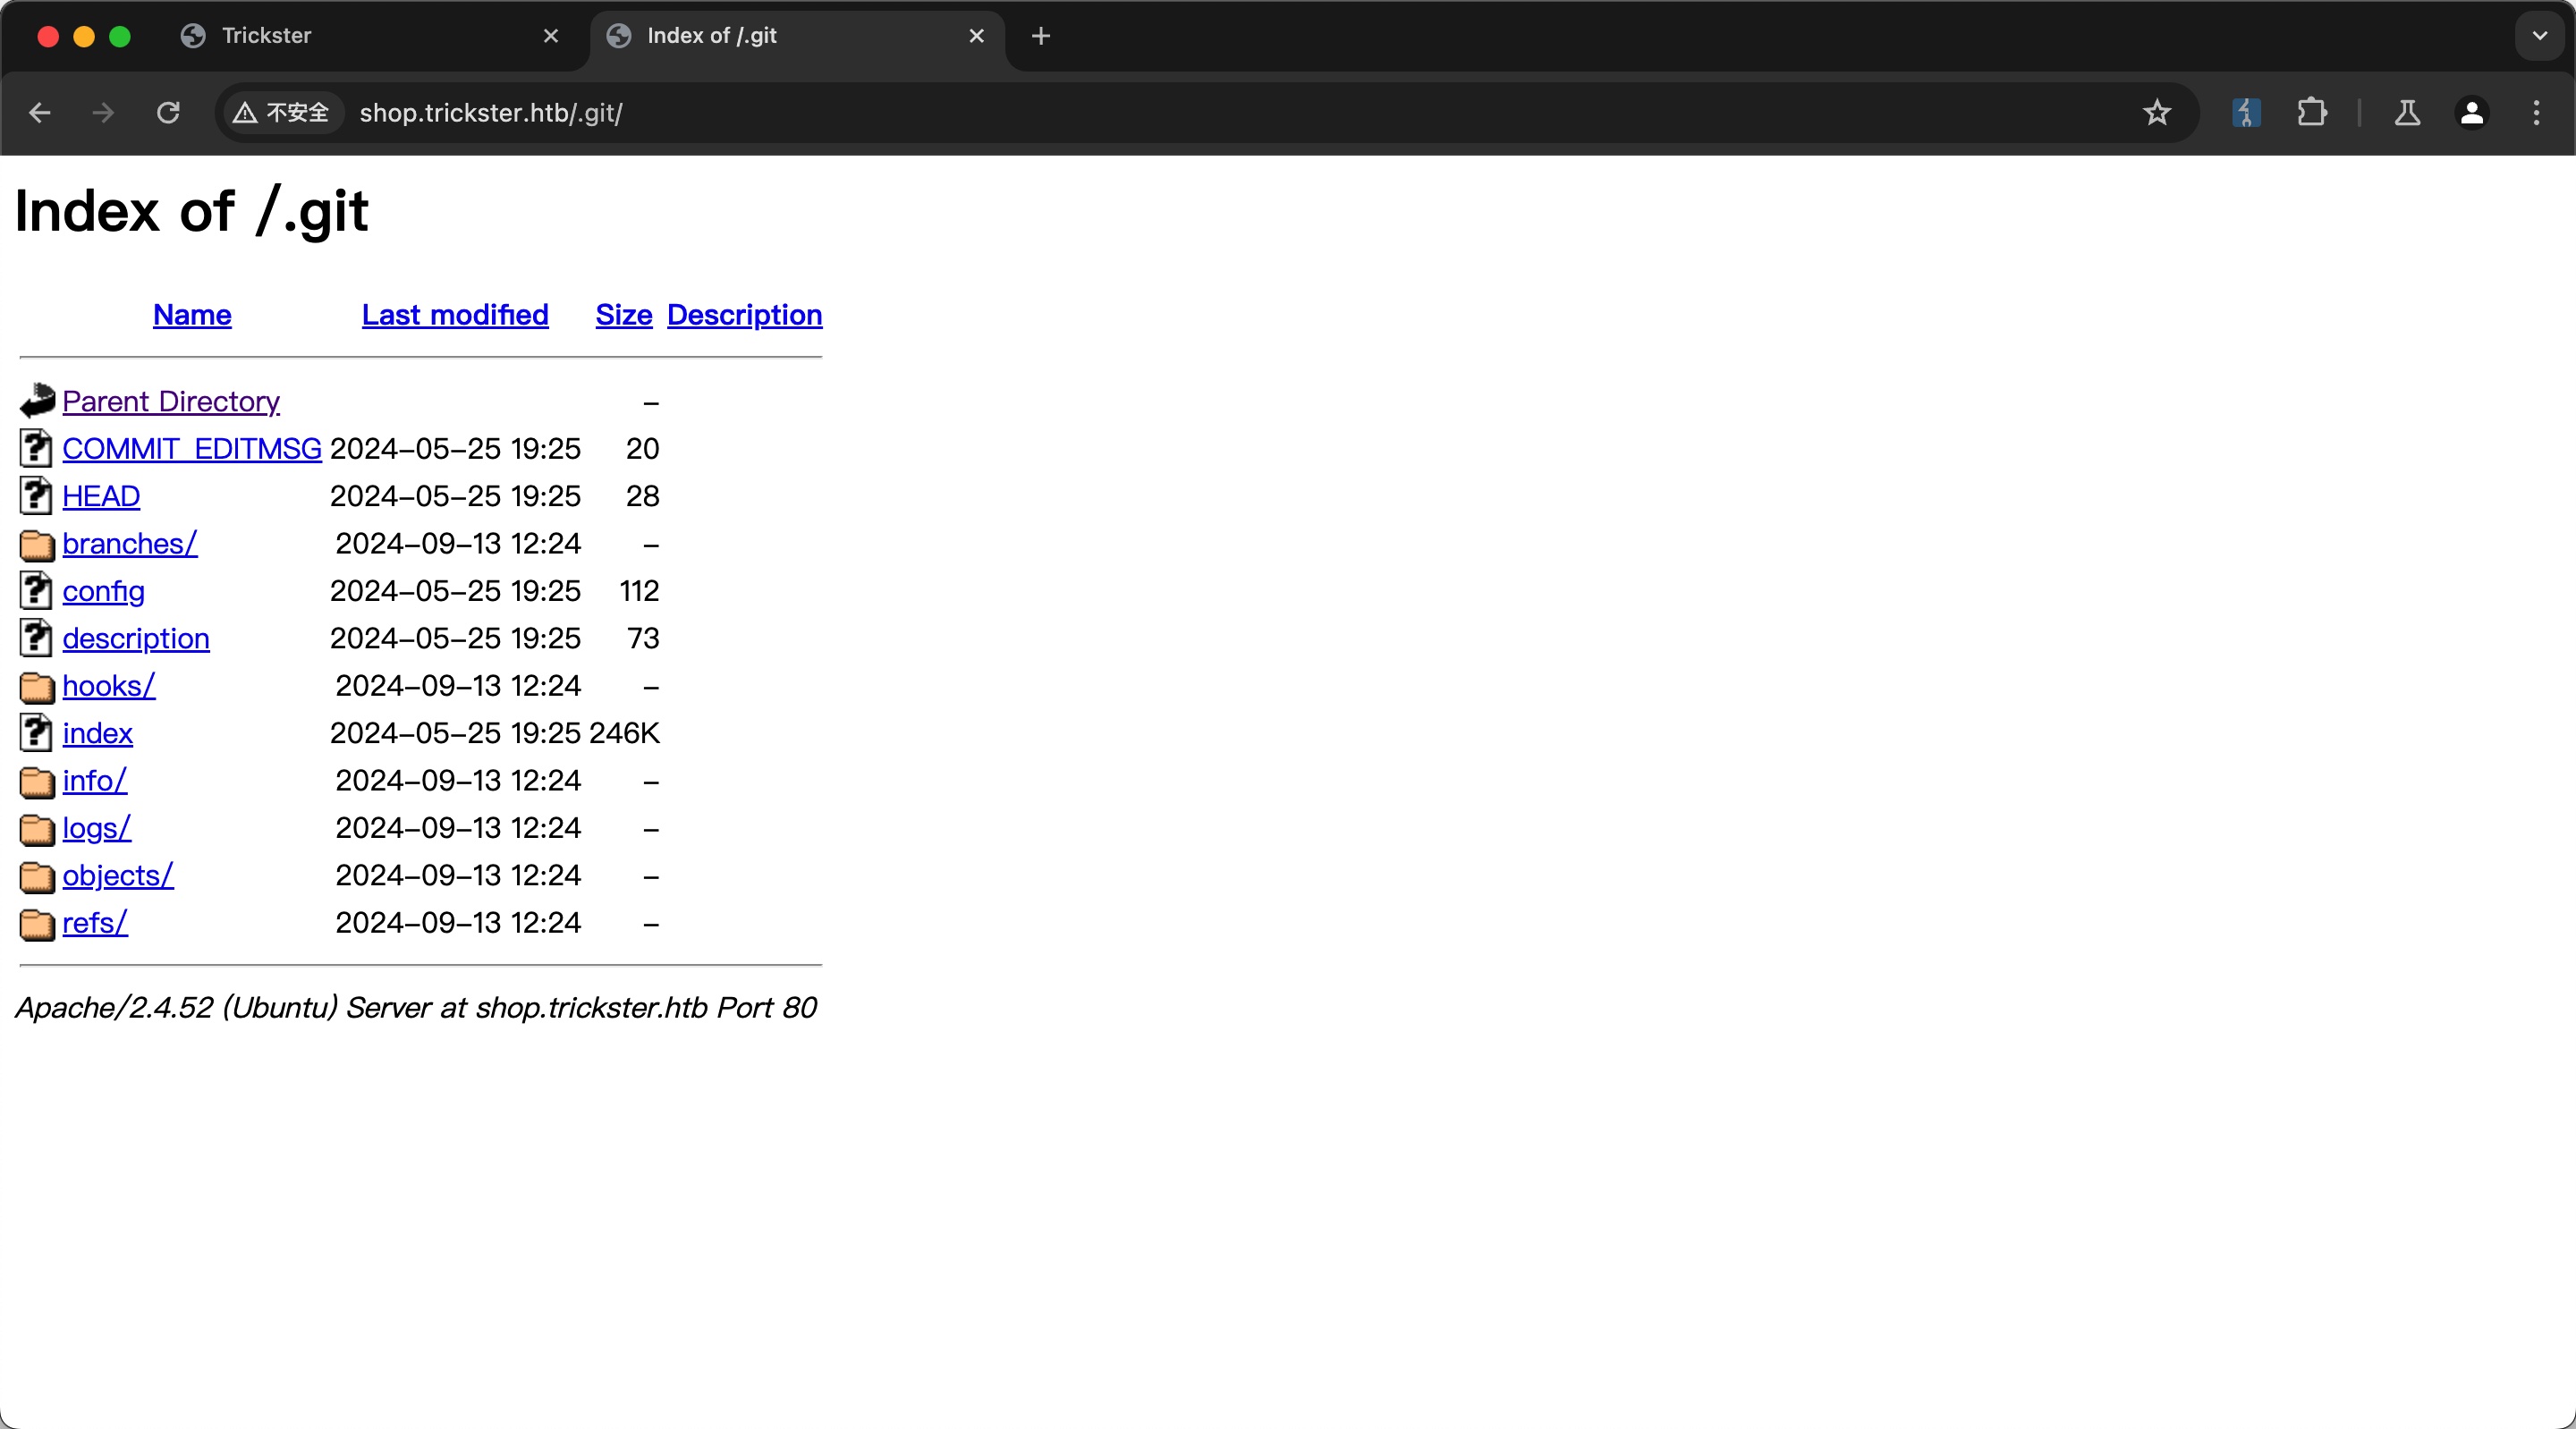 Trickster
Index of /.git
不安全 shop.trickster.htb/.git/
Index of /.git
Name Last modified Size Description
Parent Directory –
COMMIT_EDITMSG 2024-05-25 19:25 20
HEAD 2024-05-25 19:25 28
branches/ 2024-09-13 12:24 –
config 2024-05-25 19:25 112
description 2024-05-25 19:25 73
hooks/ 2024-09-13 12:24 –
index 2024-05-25 19:25 246K
info/ 2024-09-13 12:24 –
logs/ 2024-09-13 12:24 –
objects/ 2024-09-13 12:24 –
refs/ 2024-09-13 12:24 –
Apache/2.4.52 (Ubuntu) Server at shop.trickster.htb Port 80